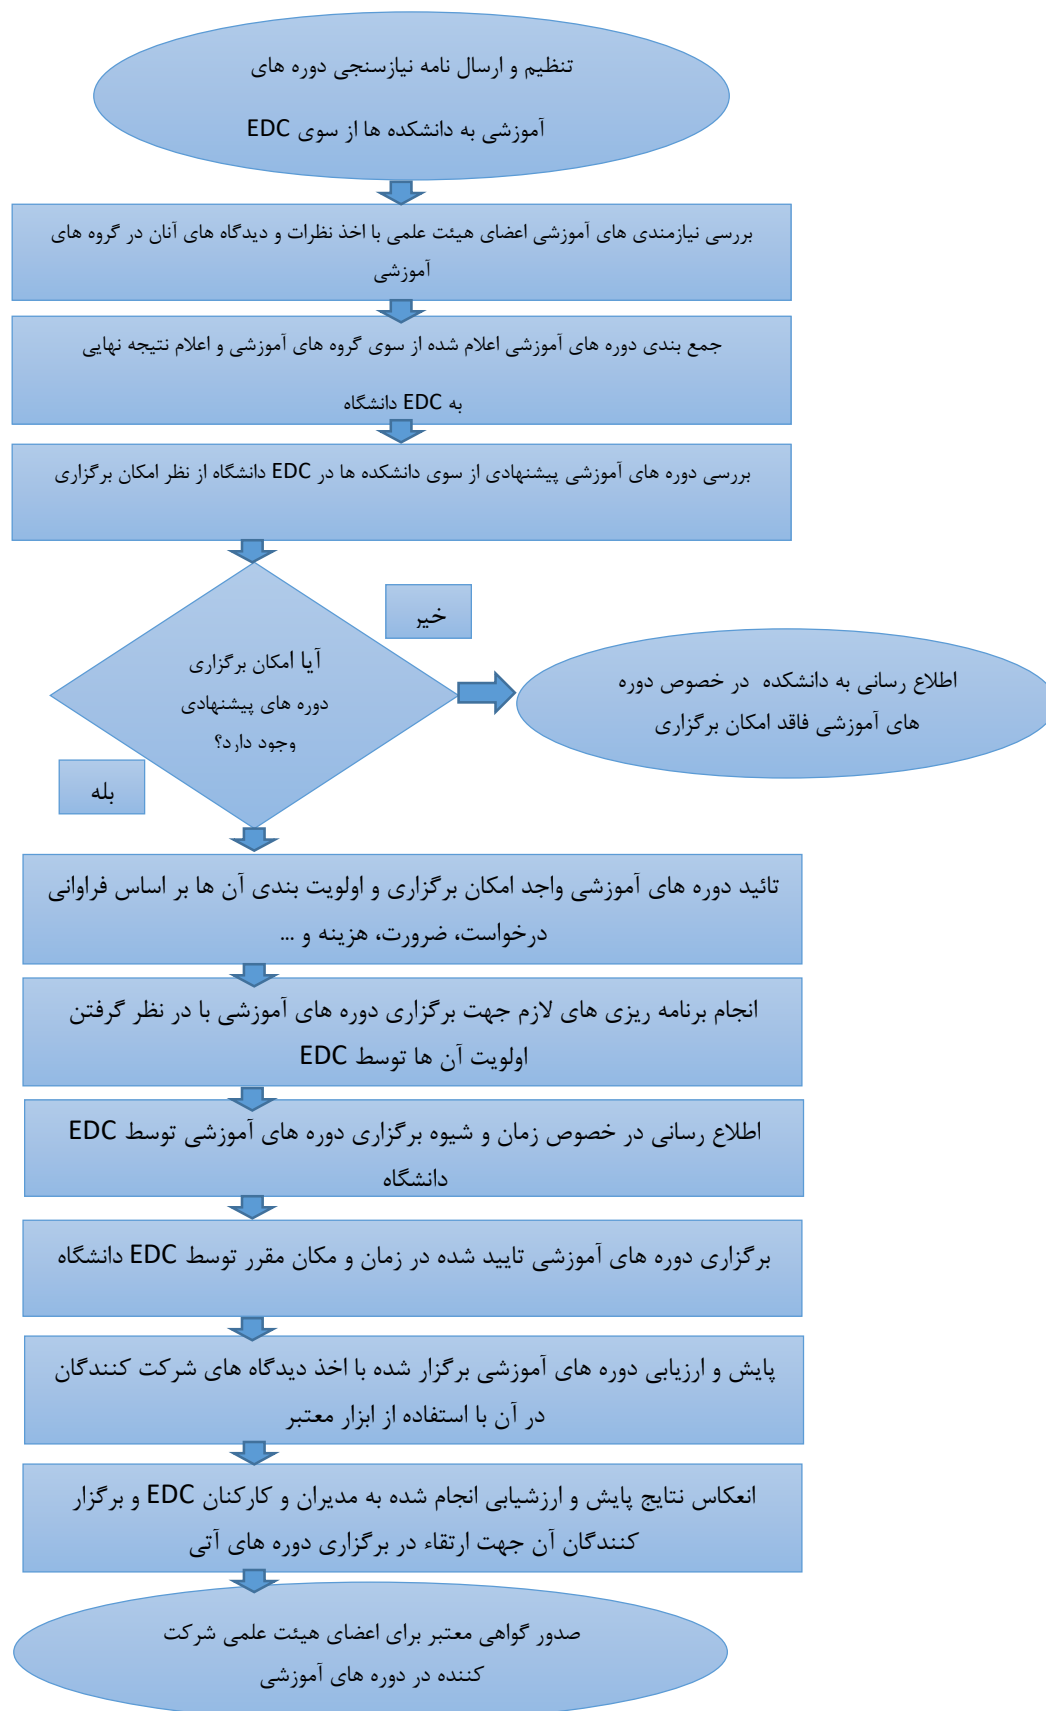 تنظیم و ارسال نامه نیازسنجی دوره های
آموزشی به دانشکده ها از سوی EDC
بررسی نیازمندی های آموزشی اعضای هیئت علمی با اخذ نظرات و دیدگاه های آنان در گروه های
آموزشی
جمع بندی دوره های آموزشی اعلام شده از سوی گروه های آموزشی و اعلام نتیجه نهایی
به EDC دانشگاه
بررسی دوره های آموزشی پیشنهادی از سوی دانشکده ها در EDC دانشگاه از نظر امکان برگزاری
خیر
آیا امکان برگزاری
دوره های پیشنهادی
وجود دارد؟
اطلاع رسانی به دانشکده در خصوص دوره
های آموزشی فاقد امکان برگزاری
بله
تائید دوره های آموزشی واجد امکان برگزاری و اولویت بندی آن ها بر اساس فراوانی
درخواست، ضرورت، هزینه و ...
انجام برنامه ریزی های لازم جهت برگزاری دوره های آموزشی با در نظر گرفتن
اولویت آن ها توسط EDC
اطلاع رسانی در خصوص زمان و شیوه برگزاری دوره های آموزشی توسط EDC
دانشگاه
برگزاری دوره های آموزشی تایید شده در زمان و مکان مقرر توسط EDC دانشگاه
پایش و ارزیابی دوره های آموزشی برگزار شده با اخذ دیدگاه های شرکت کنندگان
در آن با استفاده از ابزار معتبر
انعکاس نتایج پایش و ارزشیابی انجام شده به مدیران و کارکنان EDC و برگزار
کنندگان آن جهت ارتقاء در برگزاری دوره های آتی
صدور گواهی معتبر برای اعضای هیئت علمی شرکت
کننده در دوره های آموزشی